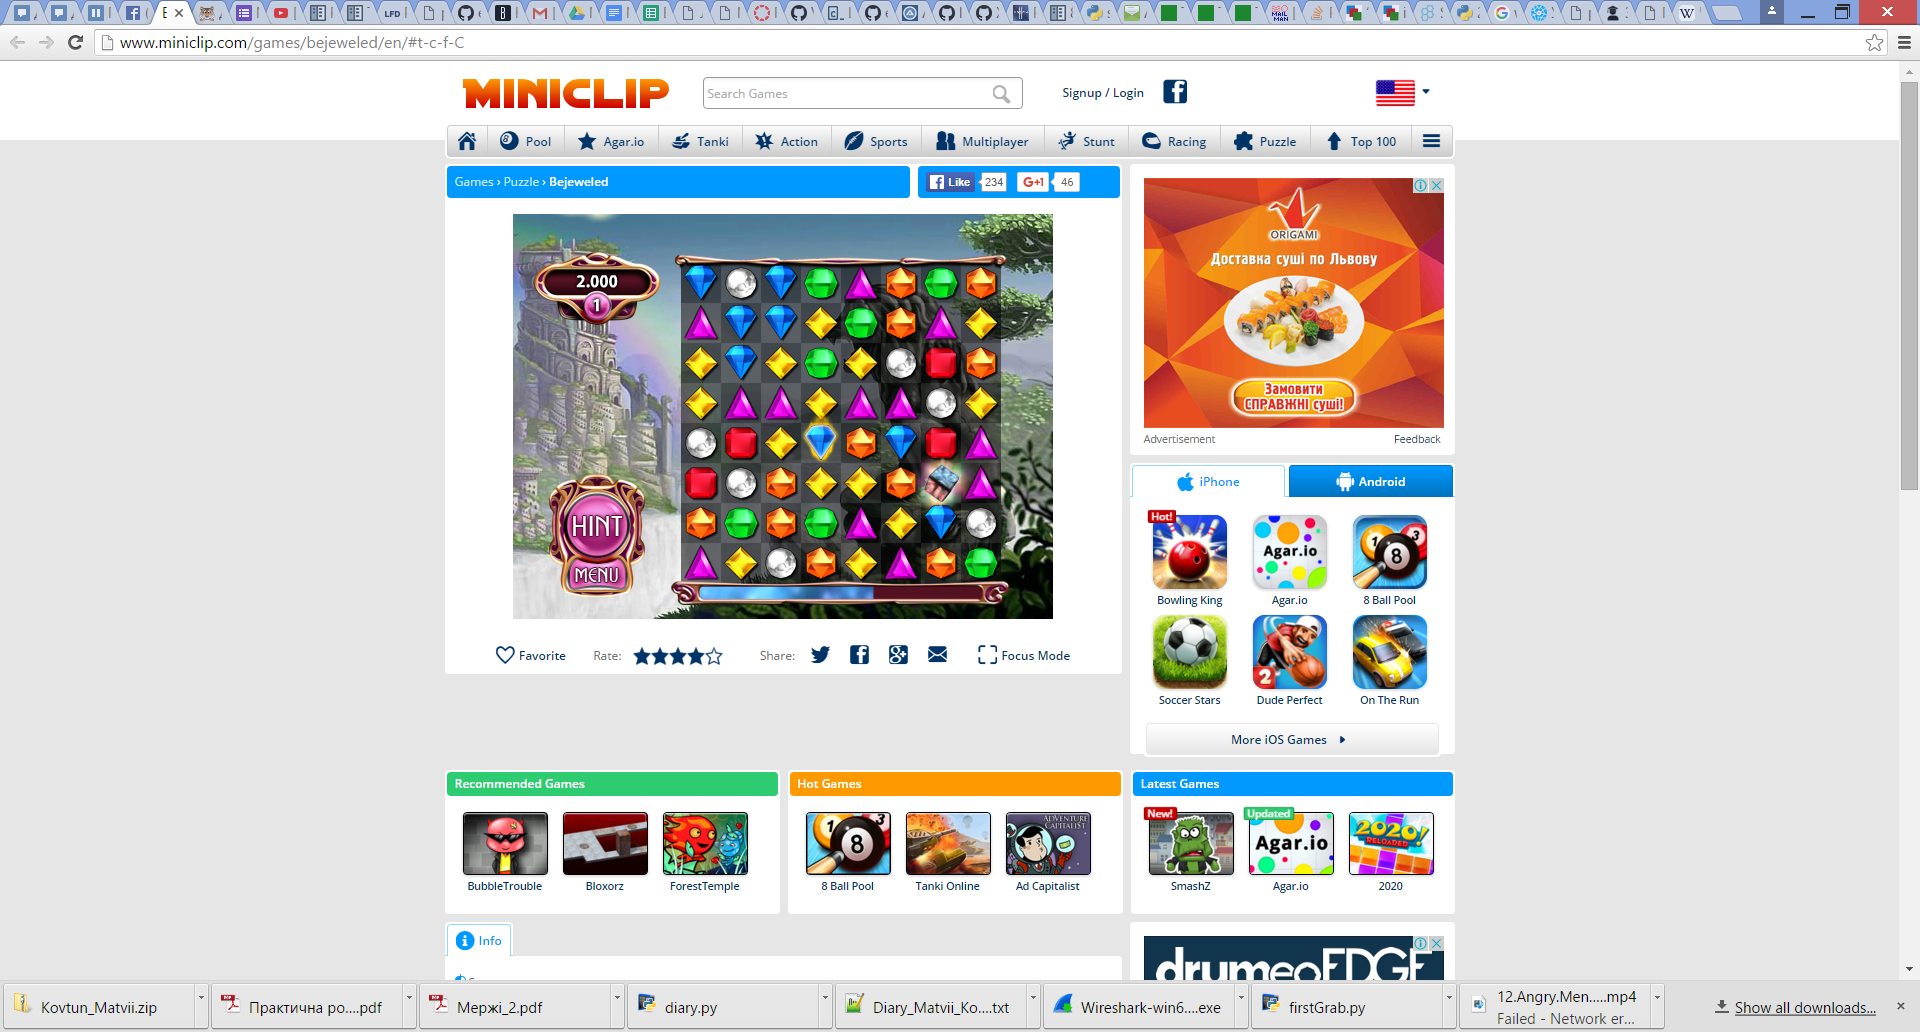 www.miniclip.com/games/bejeweled/en/#t-c-f-C
MINICLIP
Search Games
Signup / Login
Pool
Agar.io
Tanki
Action
Sports
Multiplayer
Stunt
Racing
Puzzle
Top 100
Games › Puzzle › Bejeweled
Like
234
G+1
46
2.000
1
HINT
MENU
ORIGAMI
Доставка суші по Львову
Замовити
СПРАВЖНІ суші!
Advertisement
Feedback
iPhone
Android
Hot!
Agar.io
8
2
Bowling King
Agar.io
8 Ball Pool
Soccer Stars
Dude Perfect
On The Run
More iOS Games
Favorite
Rate:
Share:
Focus Mode
Recommended Games
BubbleTrouble
Bloxorz
ForestTemple
Hot Games
8
ADVENTURE
CAPITALIST
8 Ball Pool
Tanki Online
Ad Capitalist
Latest Games
New!
Updated
Agar.io
2020!
RELOADED
SmashZ
Agar.io
2020
Info
drumeoEDGE
Kovtun_Matvii.zip
Практична ро....pdf
Мержі_2.pdf
diary.py
Diary_Matvii_Ko....txt
Wireshark-win6....exe
firstGrab.py
12.Angry.Men.....mp4
Failed - Network er...
Show all downloads...